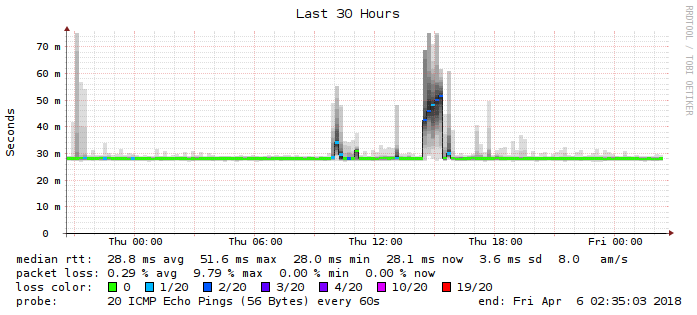 Last 30 Hours
RRDTOOL / TOBI OETIKER
Seconds
70 m
60 m
50 m
40 m
30 m
20 m
10 m
0
Thu 00:00 Thu 06:00 Thu 12:00 Thu 18:00 Fri 00:00
median rtt: 28.8 ms avg 51.6 ms max 28.0 ms min 28.1 ms now 3.6 ms sd 8.0 am/s
packet loss: 0.29 % avg 9.79 % max 0.00 % min 0.00 % now
loss color: 0 1/20 2/20 3/20 4/20 10/20 19/20
probe: 20 ICMP Echo Pings (56 Bytes) every 60s end: Fri Apr 6 02:35:03 2018